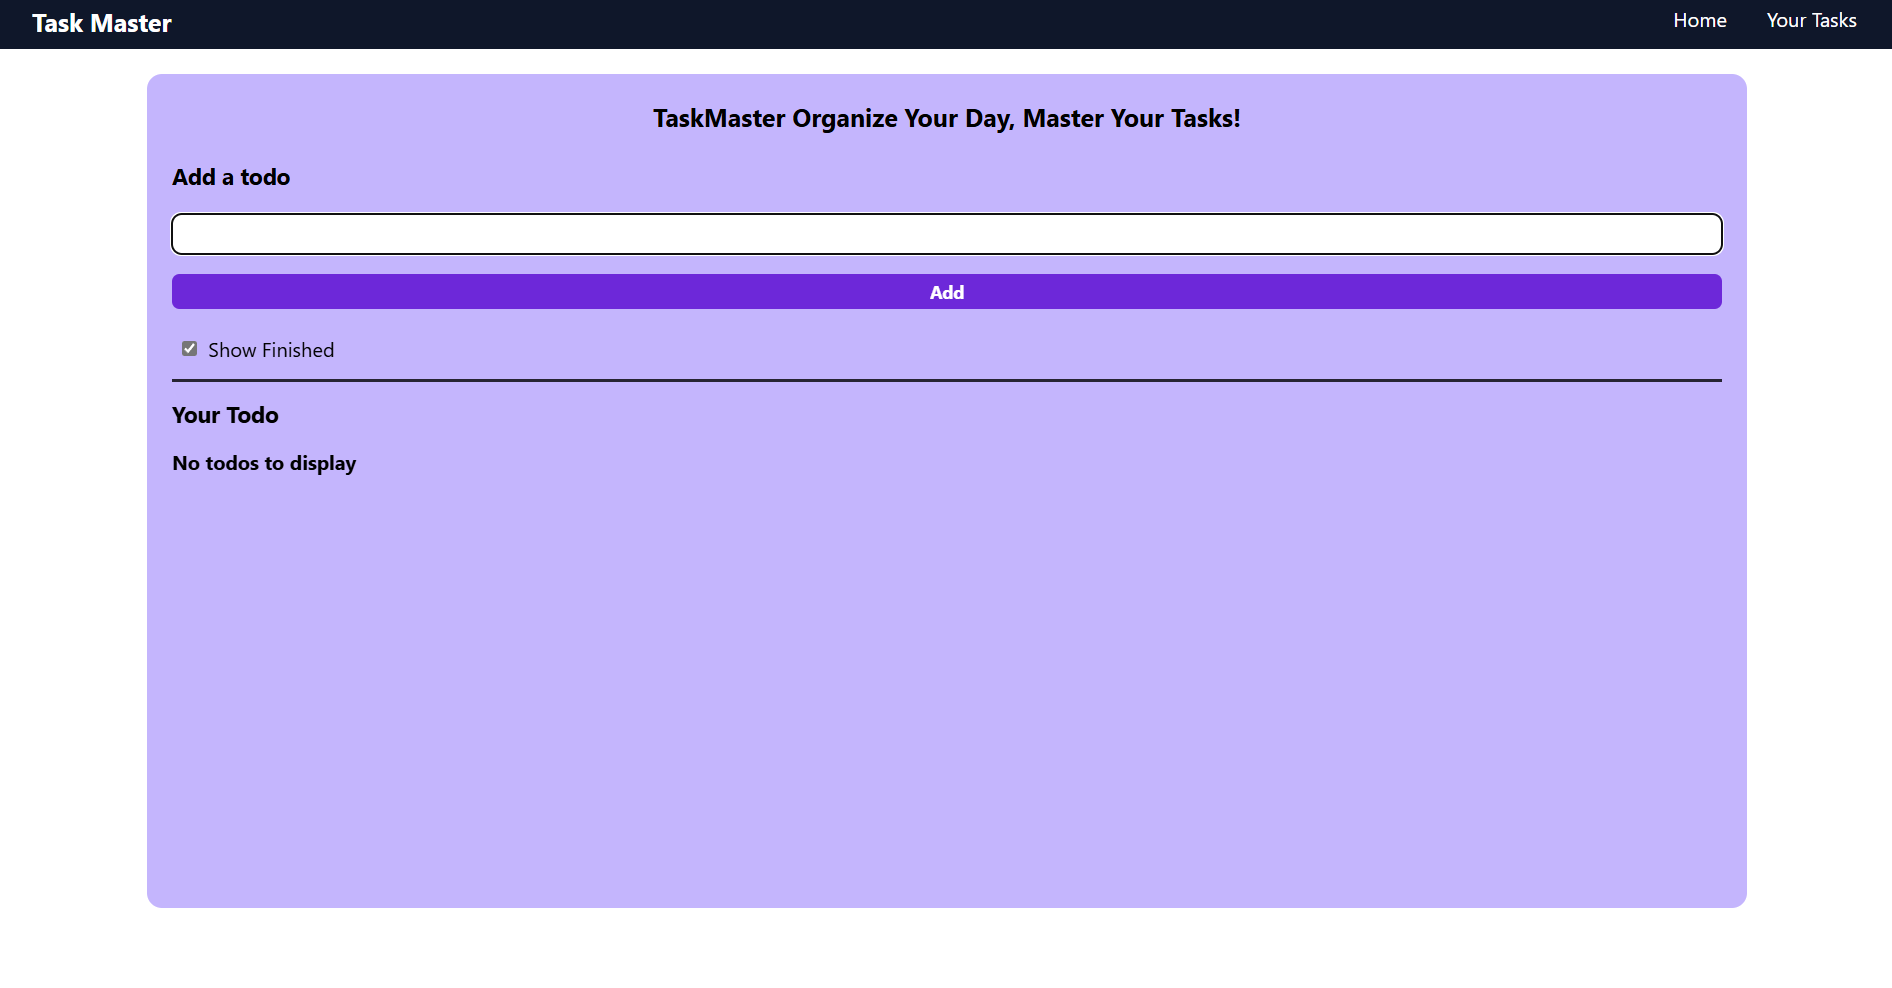 Task Master
Home
Your Tasks
TaskMaster Organize Your Day, Master Your Tasks!
Add a todo
Add
Show Finished
Your Todo
No todos to display